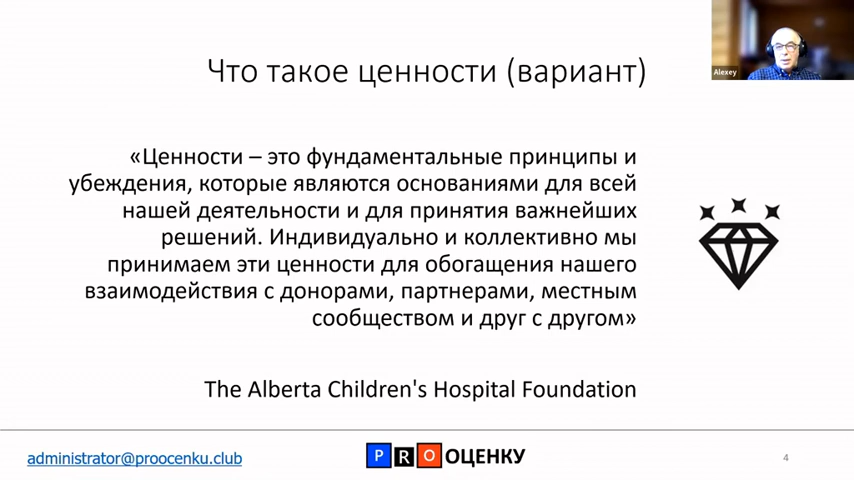 Alexey
Что такое ценности (вариант)
«Ценности – это фундаментальные принципы и
убеждения, которые являются основаниями для всей
нашей деятельности и для принятия важнейших
решений. Индивидуально и коллективно мы
принимаем эти ценности для обогащения нашего
взаимодействия с донорами, партнерами, местным
сообществом и друг с другом»
The Alberta Children's Hospital Foundation
administrator@proocenku.club
PRO ОЦЕНКУ
4